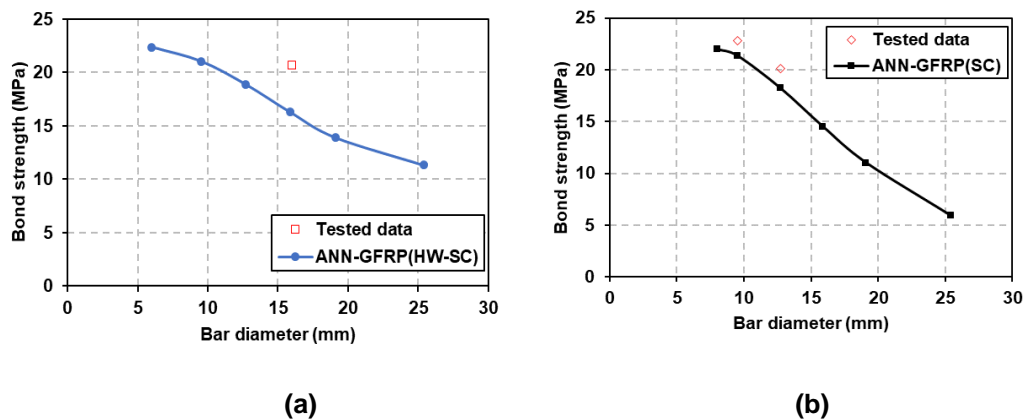 25
20
15
10
5
0
Bond strength (MPa)
Tested data
ANN-GFRP(HW-SC)
0 5 10 15 20 25 30
Bar diameter (mm)
(a)
25
20
15
10
5
0
Bond strength (MPa)
Tested data
ANN-GFRP(SC)
0 5 10 15 20 25 30
Bar diameter (mm)
(b)